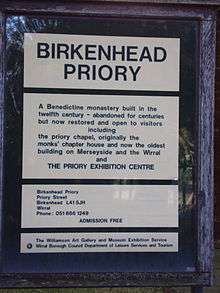 BIRKENHEAD
PRIORY
A Benedictine monastery built in the
twelfth century - abandoned for centuries
but now restored and open to visitors
including
the priory chapel, originally the
monks' chapter house and now the oldest
building on Merseyside and the Wirral
and
THE PRIORY EXHIBITION CENTRE
Birkenhead Priory
Priory Street
Birkenhead L41 5JH
Wirral
Phone: 051 666 1249
ADMISSION FREE
The Williamson Art Gallery and Museum Exhibition Service
Wirral Borough Council Department of Leisure Services and Tourism